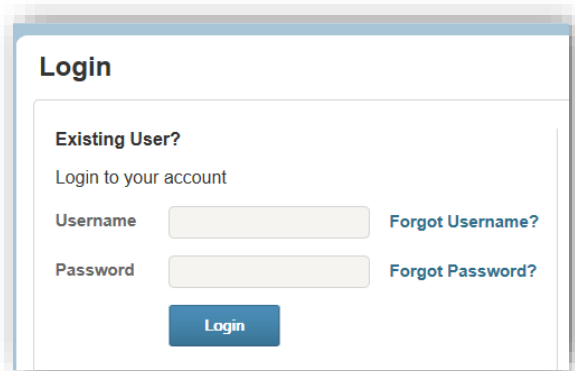 Login
Existing User?
Login to your account
Username Forgot Username?
Password Forgot Password?
Login